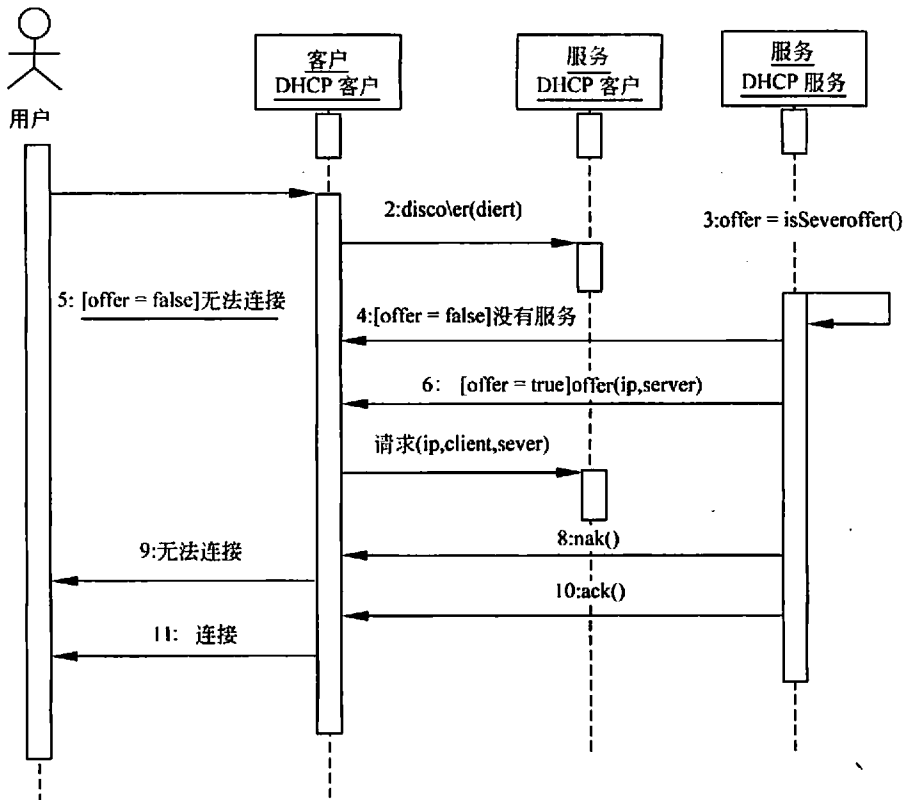 用户
客户
DHCP 客户
服务
DHCP 客户
服务
DHCP 服务
2:disco\er(diert)
3:offer = isSeveroffer()
5: [offer = false]无法连接
4:[offer = false]没有服务
6: [offer = true]offer(ip,server)
请求(ip,client,sever)
8:nak()
9:无法连接
10:ack()
11: 连接